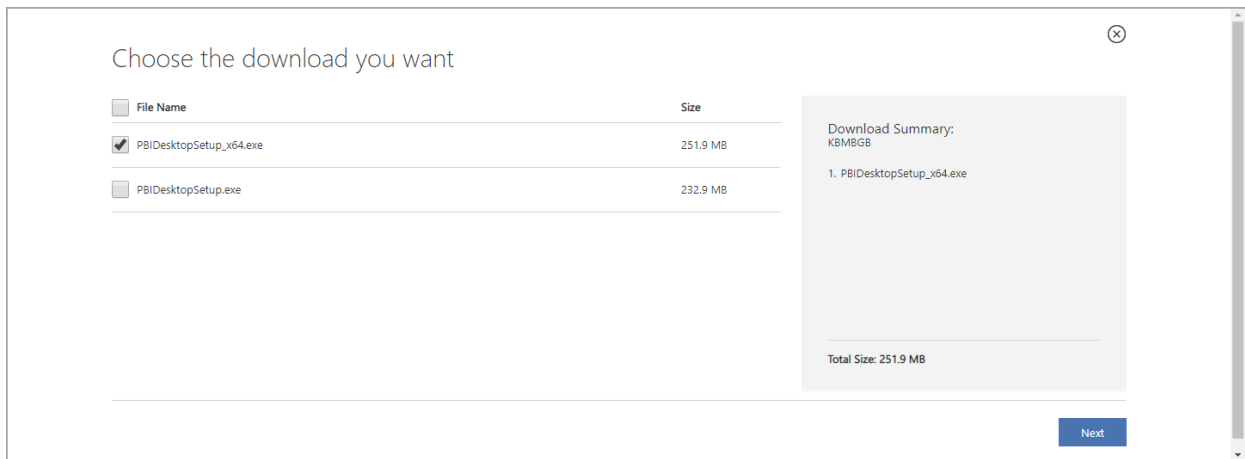 Choose the download you want
File Name Size
PBIDesktopSetup_x64.exe 251.9 MB
PBIDesktopSetup.exe 232.9 MB
Download Summary:
KBMBGB
1. PBIDesktopSetup_x64.exe
Total Size: 251.9 MB
Next